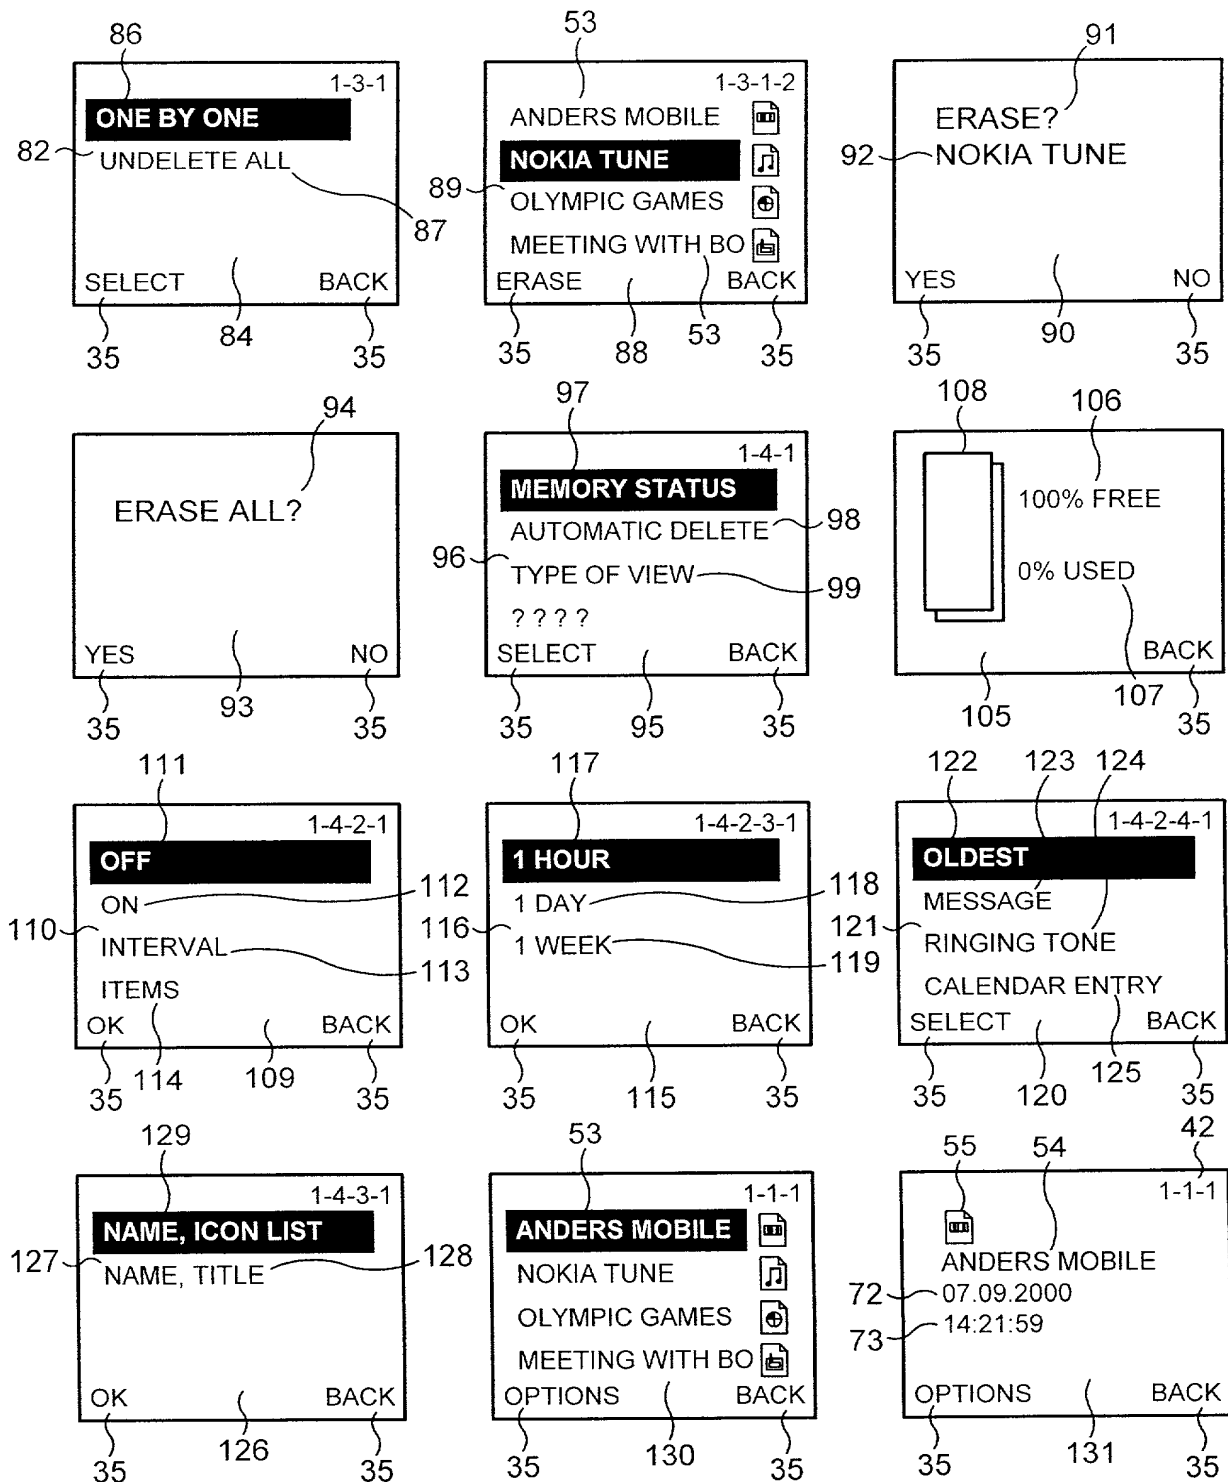 86
1-3-1
ONE BY ONE
82
UNDELETE ALL
87
SELECT
BACK
35
84
35
53
1-3-1-2
ANDERS MOBILE
NOKIA TUNE
89
OLYMPIC GAMES
MEETING WITH BO
ERASE
BACK
35
88
53
35
91
ERASE?
92
NOKIA TUNE
YES
NO
35
90
35
94
ERASE ALL?
YES
NO
35
93
35
97
1-4-1
MEMORY STATUS
AUTOMATIC DELETE
98
96
TYPE OF VIEW
99
? ? ? ?
SELECT
BACK
35
95
35
108
106
100% FREE
0% USED
BACK
105
107
35
111
1-4-2-1
OFF
ON
112
110
INTERVAL
113
ITEMS
OK
BACK
35
114
109
35
117
1-4-2-3-1
1 HOUR
1 DAY
118
116
1 WEEK
119
OK
BACK
35
115
35
122
123
124
1-4-2-4-1
OLDEST
MESSAGE
121
RINGING TONE
CALENDAR ENTRY
SELECT
BACK
35
120
125
35
129
1-4-3-1
NAME, ICON LIST
127
NAME, TITLE
128
OK
BACK
35
126
35
53
1-1-1
ANDERS MOBILE
NOKIA TUNE
OLYMPIC GAMES
MEETING WITH BO
OPTIONS
BACK
35
130
35
55
54
42
1-1-1
ANDERS MOBILE
72
07.09.2000
73
14:21:59
OPTIONS
BACK
35
131
35